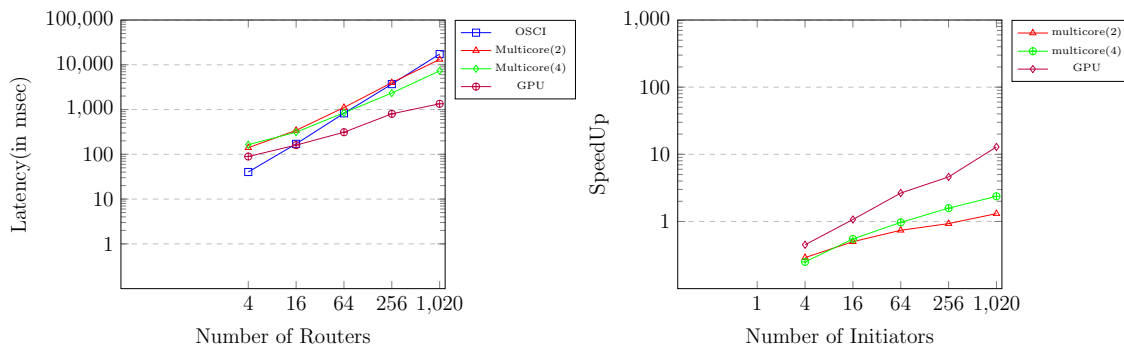 100,000
10,000
1,000
100
10
1
4 16 64 256 1,020
Latency(in msec)
Number of Routers
OSCI
Multicore(2)
Multicore(4)
GPU
1,000
100
10
1
1 4 16 64 256 1,020
SpeedUp
Number of Initiators
multicore(2)
multicore(4)
GPU